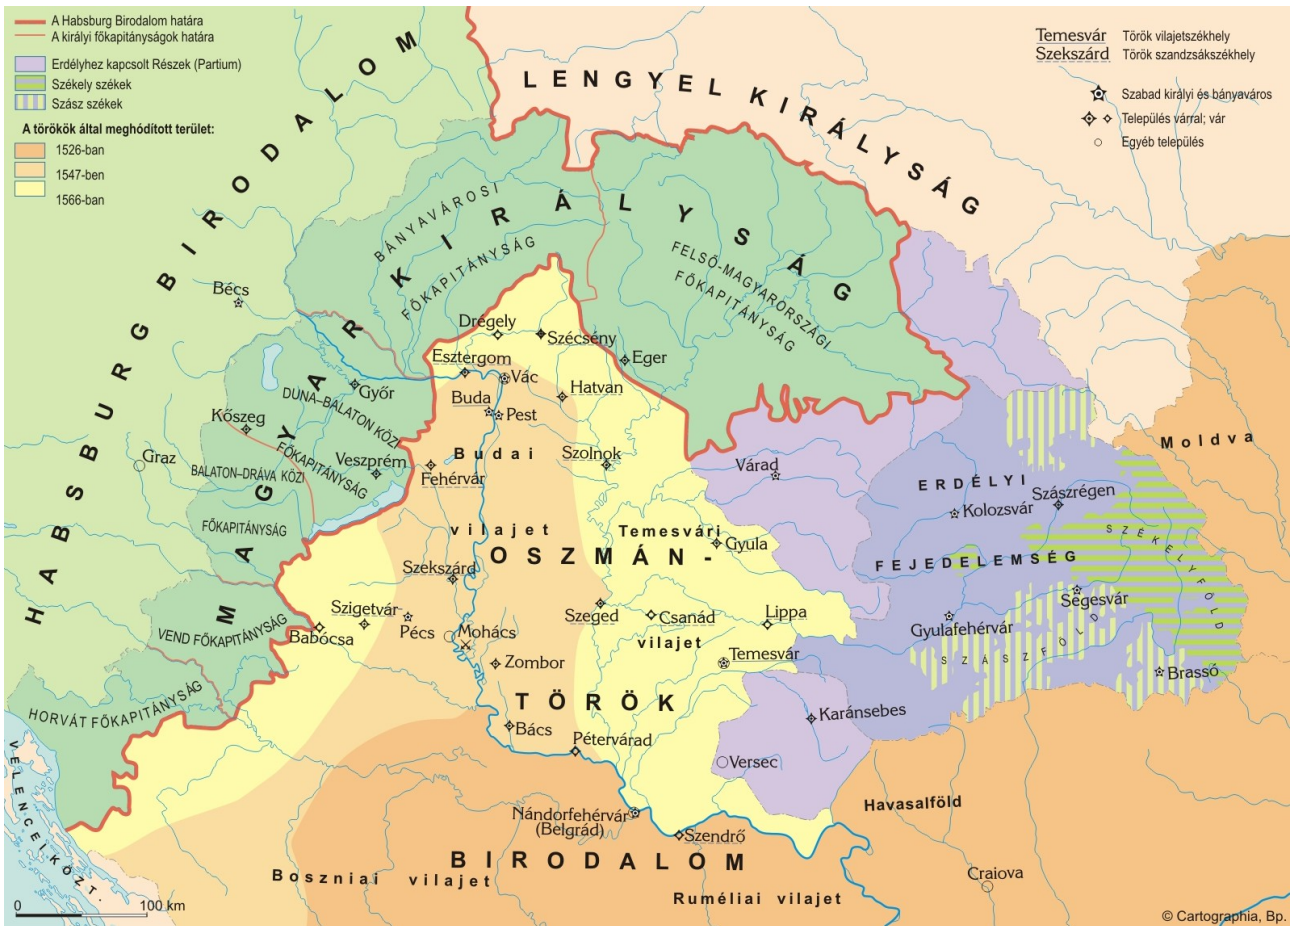 A Habsburg Birodalom határa
A királyi főkapitányságok határa
Erdélyhez kapcsolt Részek (Partium)
Székely székek
Szász székek
A törökök által meghódított terület:
1526-ban
1547-ben
1566-ban
Temesvár Török vilajetszékhely
Szekszárd Török szandzsákszékhely
Szabad királyi és bányaváros
Település várral; vár
Egyéb település
HABSBURG BIRODALOM
LENGYEL KIRÁLYSÁG
MAGYAR KIRÁLYSÁG
BÁNYAVÁROSI
FŐKAPITÁNYSÁG
FELSŐ-MAGYARORSZÁGI
FŐKAPITÁNYSÁG
Bécs
Drégely
Szécsény
Esztergom
Vác
Eger
Hatvan
Győr
DUNA–BALATON KÖZI
FŐKAPITÁNYSÁG
Buda
Pest
Kőszeg
Graz
Veszprém
BALATON–DRÁVA KÖZI
FŐKAPITÁNYSÁG
Fehérvár
Budai
vilajet
Szolnok
Várad
Moldva
ERDÉLYI
FEJEDELEMSÉG
Szászrégen
Kolozsvár
SZÉKELYFÖLD
Temesvári
vilajet
Gyula
OSZMÁN-
TÖRÖK
BIRODALOM
Szekszárd
Szigetvár
Babócsa
Pécs
Mohács
Szeged
Csanád
Lippa
Segesvár
Gyulafehérvár
SZÁSZFÖLD
Brassó
VEND FŐKAPITÁNYSÁG
Zombor
Temesvár
HORVÁT FŐKAPITÁNYSÁG
Bács
Pétervárad
Karánsebes
Versec
VELENCEI KÖZT.
Nándorfehérvár
(Belgrád)
Szendrő
Havasalföld
Boszniai vilajet
Ruméliai vilajet
Craiova
0 100 km
© Cartographia, Bp.